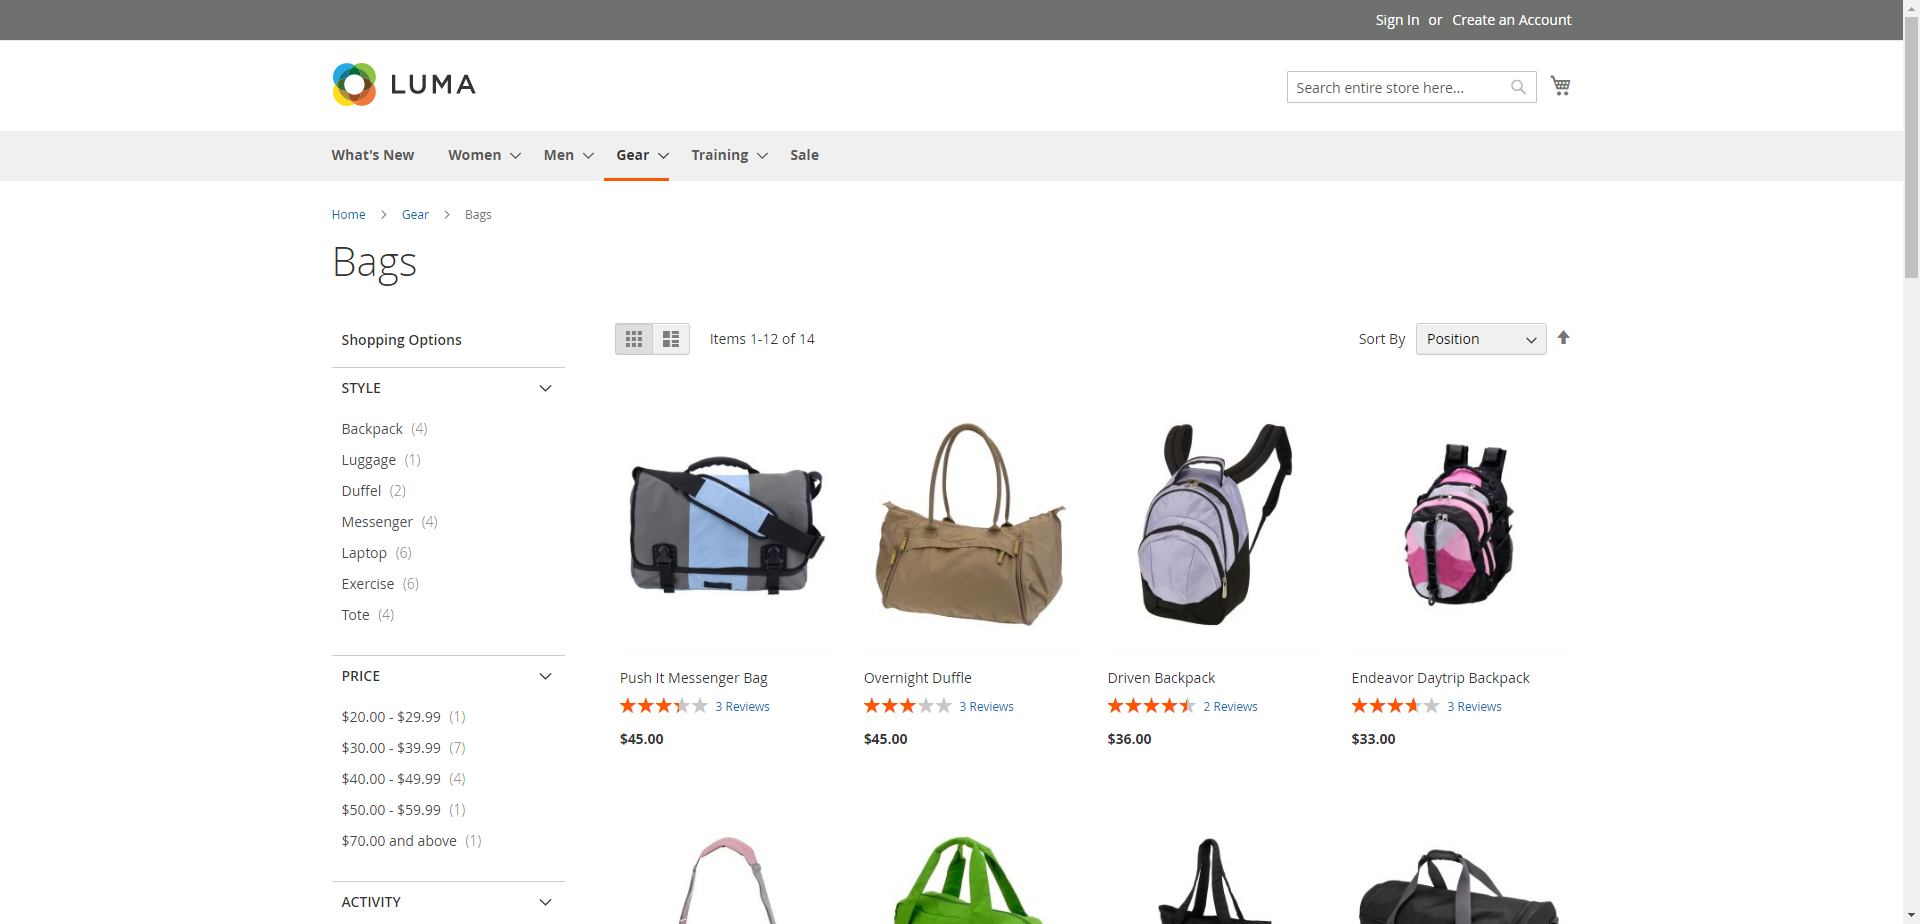 Sign In or Create an Account
LUMA
Search entire store here...
What's New Women Men Gear Training Sale
Home Gear Bags
Bags
Shopping Options
Items 1-12 of 14
Sort By Position
STYLE
Backpack (4)
Luggage (1)
Duffel (2)
Messenger (4)
Laptop (6)
Exercise (6)
Tote (4)
PRICE
$20.00 - $29.99 (1)
$30.00 - $39.99 (7)
$40.00 - $49.99 (4)
$50.00 - $59.99 (1)
$70.00 and above (1)
ACTIVITY
Push It Messenger Bag
3 Reviews
$45.00
Overnight Duffle
3 Reviews
$45.00
Driven Backpack
2 Reviews
$36.00
Endeavor Daytrip Backpack
3 Reviews
$33.00